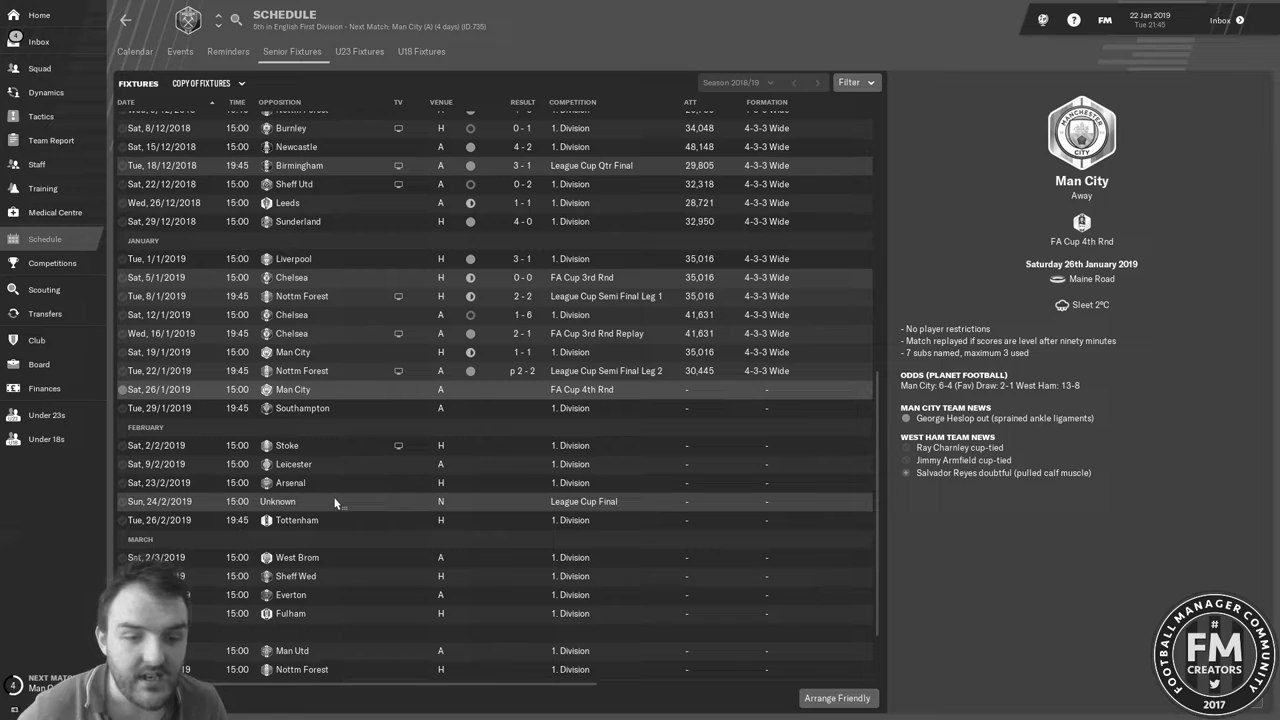 Home
4
Inbox
Squad
Dynamics
Tactics
Team Report
Staff
Training
Medical Centre
Schedule
Competitions
Scouting
Transfers
Club
Board
Finances
Under 23s
Under 18s
4
NEXT MATC
SCHEDULE
5th in English First Division - Next Match: Man City (A) (4 days) (ID:735)
FM
22 Jan 2019
Tue 21:45
Inbox
Calendar Events Reminders Senior Fixtures U23 Fixtures U18 Fixtures
FIXTURES COPY OF FIXTURES Season 2018/19 Filter
DATE TIME OPPOSITION TV VENUE RESULT COMPETITION ATT FORMATION
Sat, 8/12/2018 15:00 Burnley H 0 - 1 1. Division 34,048 4-3-3 Wide
Sat, 15/12/2018 15:00 Newcastle A 4 - 2 1. Division 48,148 4-3-3 Wide
Tue, 18/12/2018 19:45 Birmingham A 3 - 1 League Cup Qtr Final 29,805 4-3-3 Wide
Sat, 22/12/2018 15:00 Sheff Utd A 0 - 2 1. Division 32,318 4-3-3 Wide
Wed, 26/12/2018 15:00 Leeds A 1 - 1 1. Division 28,721 4-3-3 Wide
Sat, 29/12/2018 15:00 Sunderland H 4 - 0 1. Division 32,950 4-3-3 Wide
JANUARY
Tue, 1/1/2019 15:00 Liverpool H 3 - 1 1. Division 35,016 4-3-3 Wide
Sat, 5/1/2019 15:00 Chelsea H 0 - 0 FA Cup 3rd Rnd 35,016 4-3-3 Wide
Tue, 8/1/2019 19:45 Nottm Forest H 2 - 2 League Cup Semi Final Leg 1 35,016 4-3-3 Wide
Sat, 12/1/2019 15:00 Chelsea A 1 - 6 1. Division 41,631 4-3-3 Wide
Wed, 16/1/2019 19:45 Chelsea A 2 - 1 FA Cup 3rd Rnd Replay 41,631 4-3-3 Wide
Sat, 19/1/2019 15:00 Man City H 1 - 1 1. Division 35,016 4-3-3 Wide
Tue, 22/1/2019 19:45 Nottm Forest A p 2 - 2 League Cup Semi Final Leg 2 30,445 4-3-3 Wide
Sat, 26/1/2019 15:00 Man City A FA Cup 4th Rnd - -
Tue, 29/1/2019 19:45 Southampton A 1. Division - -
FEBRUARY
Sat, 2/2/2019 15:00 Stoke H 1. Division - -
Sat, 9/2/2019 15:00 Leicester A 1. Division - -
Sat, 23/2/2019 15:00 Arsenal H 1. Division - -
Sun, 24/2/2019 15:00 Unknown N League Cup Final
Tue, 26/2/2019 19:45 Tottenham H 1. Division - -
MARCH
Sat, 2/3/2019 15:00 West Brom A 1. Division - -
15:00 Sheff Wed H 1. Division - -
15:00 Everton A 1. Division - -
15:00 Fulham H 1. Division - -
15:00 Man Utd A 1. Division - -
15:00 Nottm Forest H 1. Division - -
Arrange Friendly
Man City
Away
FA Cup 4th Rnd
Saturday 26th January 2019
Maine Road
Sleet 2°C
- No player restrictions
- Match replayed if scores are level after ninety minutes
- 7 subs named, maximum 3 used
ODDS (PLANET FOOTBALL)
Man City: 6-4 (Fav) Draw: 2-1 West Ham: 13-8
MAN CITY TEAM NEWS
George Heslop out (sprained ankle ligaments)
WEST HAM TEAM NEWS
Ray Charnley cup-tied
Jimmy Armfield cup-tied
Salvador Reyes doubtful (pulled calf muscle)
FOOTBALL MANAGER COMMUNITY
#
FM
CREATORS
2017